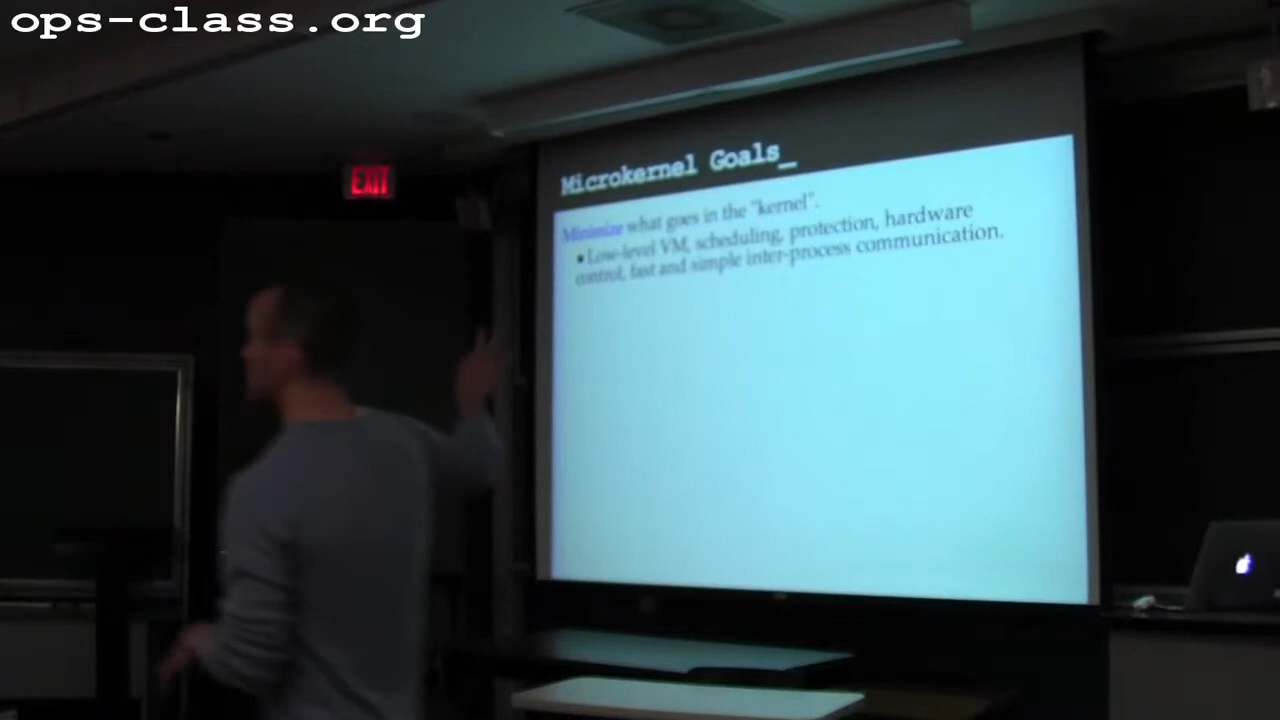 ops-class.org
EXIT
Microkernel Goals_
Minimize what goes in the "kernel".
• Low-level VM, scheduling, protection, hardware
control, fast and simple inter-process communication.